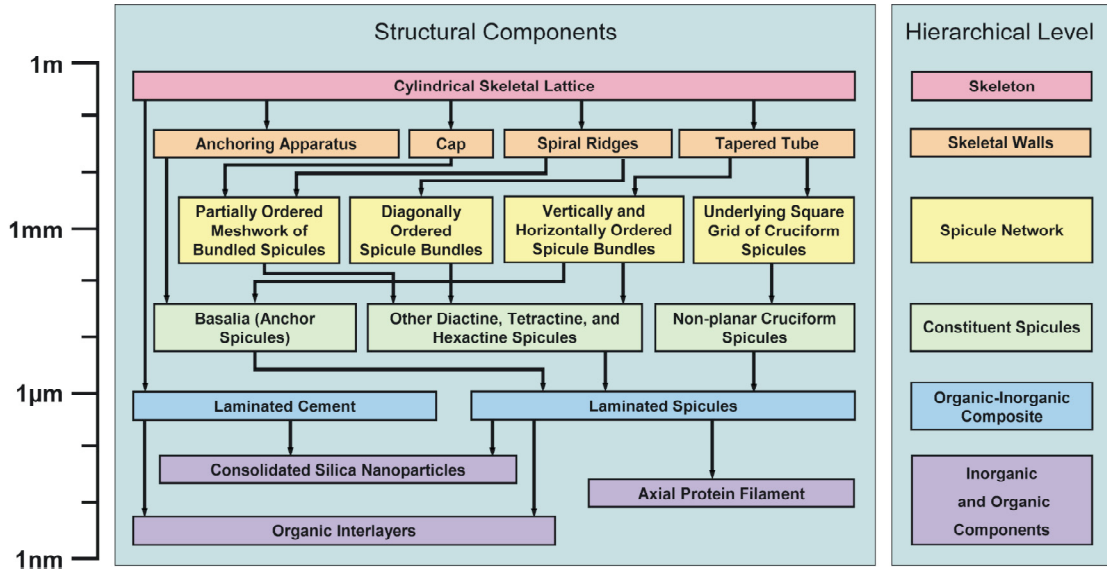 Structural Components
Hierarchical Level
1m
Cylindrical Skeletal Lattice
Skeleton
Anchoring Apparatus
Cap
Spiral Ridges
Tapered Tube
Skeletal Walls
Partially Ordered
Meshwork of
Bundled Spicules
Diagonally
Ordered
Spicule Bundles
Vertically and
Horizontally Ordered
Spicule Bundles
Underlying Square
Grid of Cruciform
Spicules
Spicule Network
1mm
Basalia (Anchor
Spicules)
Other Diactine, Tetractine, and
Hexactine Spicules
Non-planar Cruciform
Spicules
Constituent Spicules
1µm
Laminated Cement
Laminated Spicules
Organic-Inorganic
Composite
Consolidated Silica Nanoparticles
Axial Protein Filament
Organic Interlayers
Inorganic
and Organic
Components
1nm